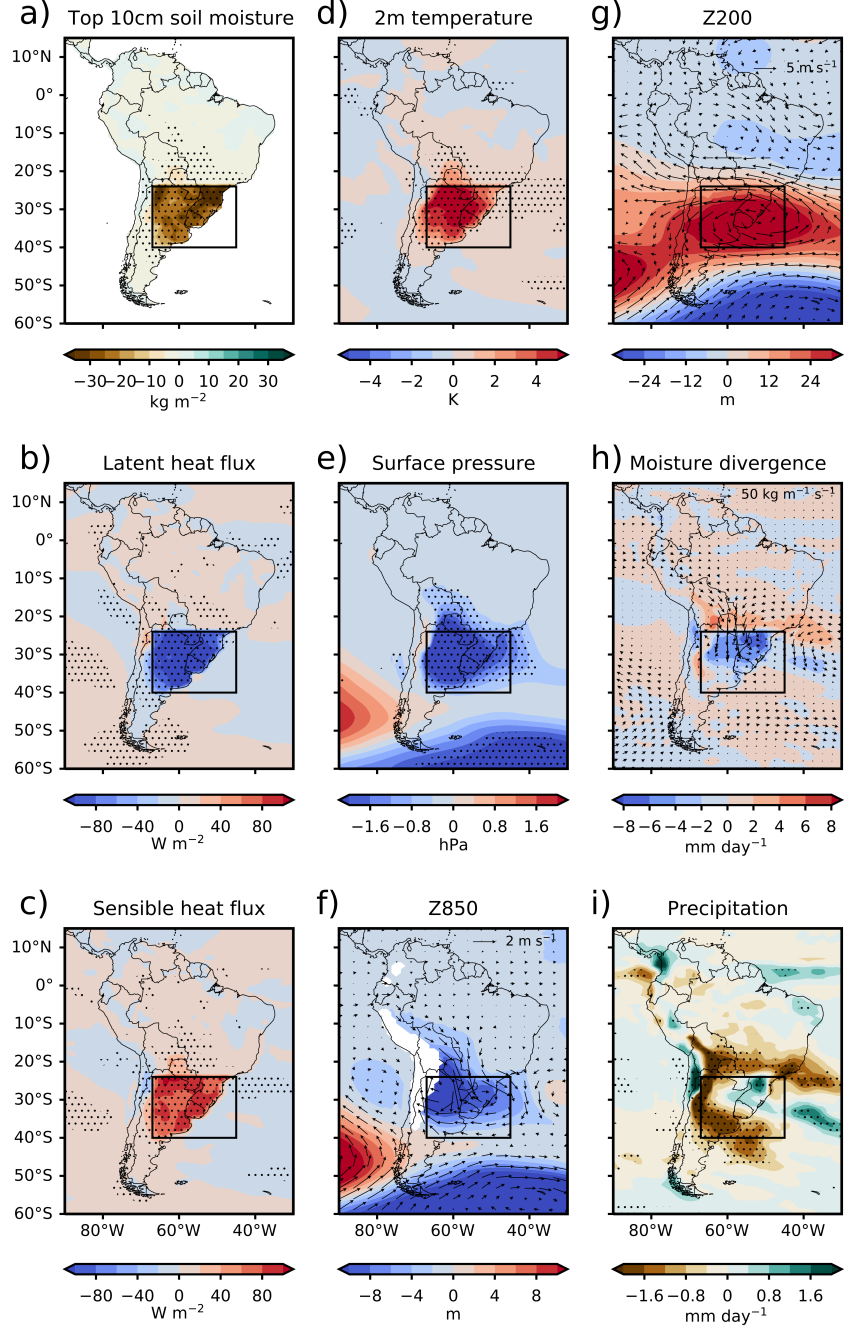 a) Top 10cm soil moisture
d) 2m temperature
g) Z200
10°N
0°
10°S
20°S
30°S
40°S
50°S
60°S
5 m s⁻¹
−30 −20 −10 0 10 20 30
kg m⁻²
−4 −2 0 2 4
K
−24 −12 0 12 24
m
b) Latent heat flux
e) Surface pressure
h) Moisture divergence
10°N
0°
10°S
20°S
30°S
40°S
50°S
60°S
50 kg m⁻¹ s⁻¹
−80 −40 0 40 80
W m⁻²
−1.6 −0.8 0 0.8 1.6
hPa
−8 −6 −4 −2 0 2 4 6 8
mm day⁻¹
c) Sensible heat flux
f) Z850
i) Precipitation
10°N
0°
10°S
20°S
30°S
40°S
50°S
60°S
2 m s⁻¹
80°W 60°W 40°W
80°W 60°W 40°W
80°W 60°W 40°W
−80 −40 0 40 80
W m⁻²
−8 −4 0 4 8
m
−1.6 −0.8 0 0.8 1.6
mm day⁻¹